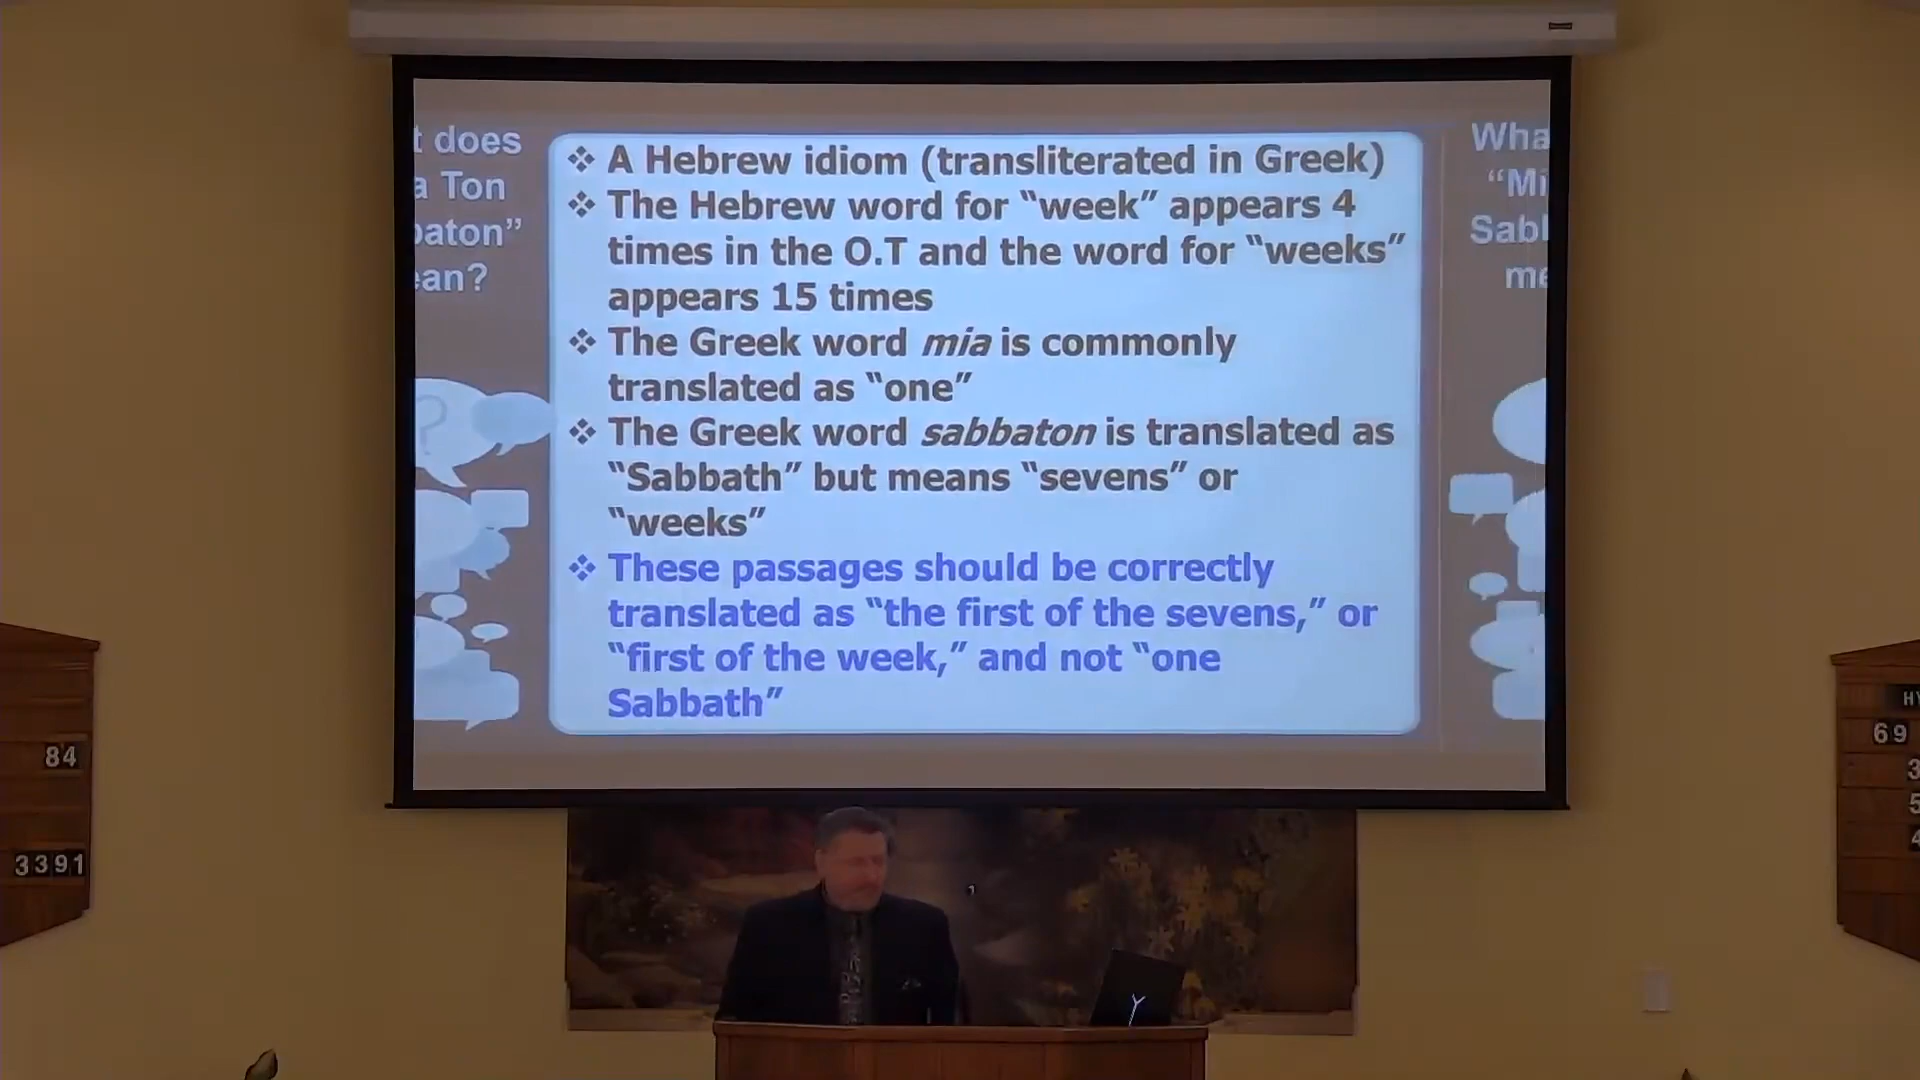 t does
a Ton
baton"
ean?
❖ A Hebrew idiom (transliterated in Greek)
❖ The Hebrew word for "week" appears 4
times in the O.T and the word for "weeks"
appears 15 times
❖ The Greek word mia is commonly
translated as "one"
❖ The Greek word sabbaton is translated as
"Sabbath" but means "sevens" or
"weeks"
❖ These passages should be correctly
translated as "the first of the sevens," or
"first of the week," and not "one
Sabbath"
Wha
"Mi
Sabl
me
?
84
3391
HY
69
3
5
4